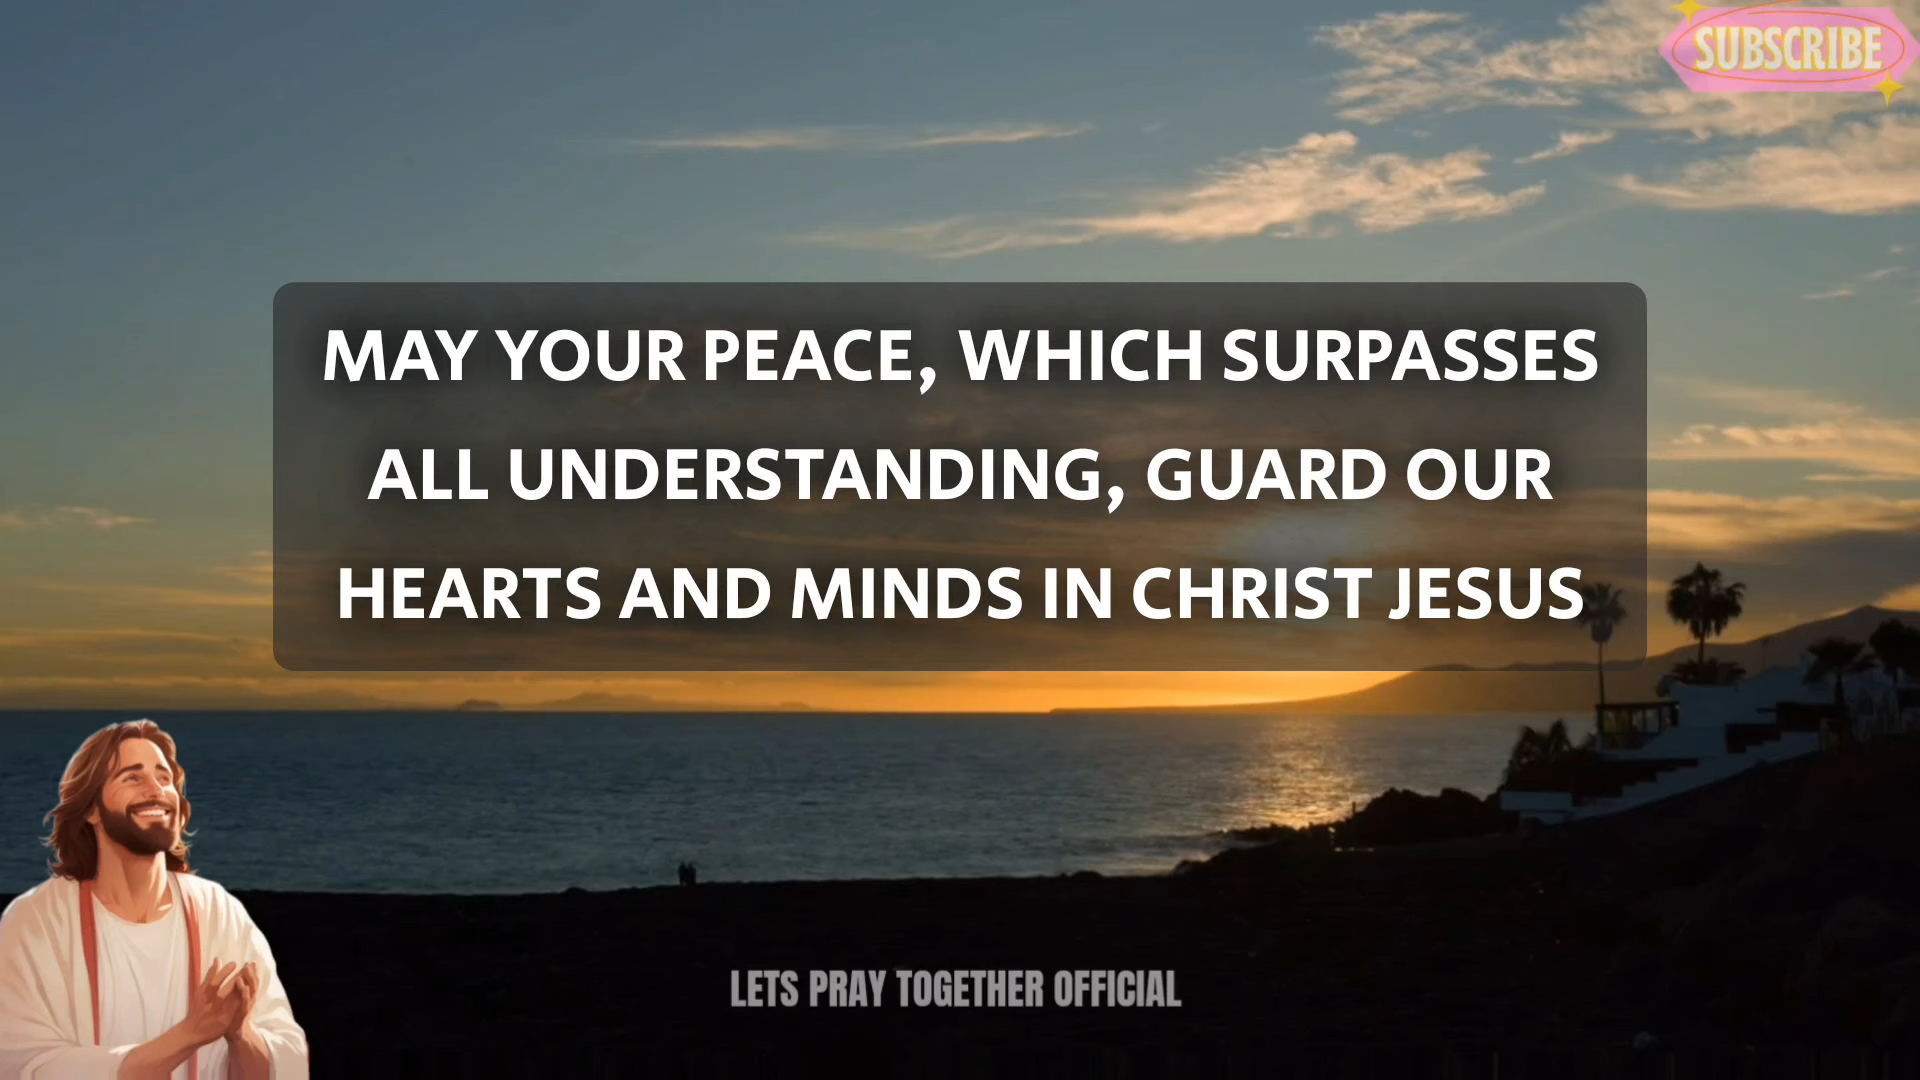 SUBSCRIBE
MAY YOUR PEACE, WHICH SURPASSES
ALL UNDERSTANDING, GUARD OUR
HEARTS AND MINDS IN CHRIST JESUS
LETS PRAY TOGETHER OFFICIAL